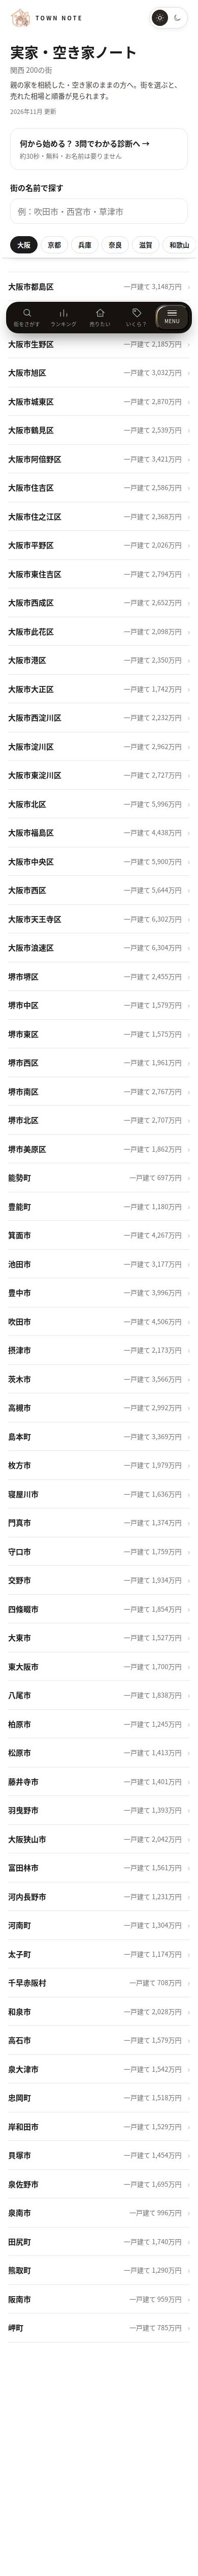 TOWN NOTE
実家・空き家ノート
関西 200の街
親の家を相続した・空き家のままの方へ。街を選ぶと、
売れた相場と順番が見られます。
2026年11月 更新
何から始める？ 3問でわかる診断へ →
約30秒・無料・お名前は要りません
街の名前で探す
例：吹田市・西宮市・草津市
大阪 京都 兵庫 奈良 滋賀 和歌山
大阪市都島区 一戸建て 3,148万円 ›
街をさがす ランキング 売りたい いくら？ MENU
大阪市生野区 一戸建て 2,185万円 ›
大阪市旭区 一戸建て 3,032万円 ›
大阪市城東区 一戸建て 2,870万円 ›
大阪市鶴見区 一戸建て 2,539万円 ›
大阪市阿倍野区 一戸建て 3,421万円 ›
大阪市住吉区 一戸建て 2,586万円 ›
大阪市住之江区 一戸建て 2,368万円 ›
大阪市平野区 一戸建て 2,026万円 ›
大阪市東住吉区 一戸建て 2,794万円 ›
大阪市西成区 一戸建て 2,652万円 ›
大阪市此花区 一戸建て 2,098万円 ›
大阪市港区 一戸建て 2,350万円 ›
大阪市大正区 一戸建て 1,742万円 ›
大阪市西淀川区 一戸建て 2,232万円 ›
大阪市淀川区 一戸建て 2,962万円 ›
大阪市東淀川区 一戸建て 2,727万円 ›
大阪市北区 一戸建て 5,996万円 ›
大阪市福島区 一戸建て 4,438万円 ›
大阪市中央区 一戸建て 5,900万円 ›
大阪市西区 一戸建て 5,644万円 ›
大阪市天王寺区 一戸建て 6,302万円 ›
大阪市浪速区 一戸建て 6,304万円 ›
堺市堺区 一戸建て 2,455万円 ›
堺市中区 一戸建て 1,579万円 ›
堺市東区 一戸建て 1,575万円 ›
堺市西区 一戸建て 1,961万円 ›
堺市南区 一戸建て 2,767万円 ›
堺市北区 一戸建て 2,707万円 ›
堺市美原区 一戸建て 1,862万円 ›
能勢町 一戸建て 697万円 ›
豊能町 一戸建て 1,180万円 ›
箕面市 一戸建て 4,267万円 ›
池田市 一戸建て 3,177万円 ›
豊中市 一戸建て 3,996万円 ›
吹田市 一戸建て 4,506万円 ›
摂津市 一戸建て 2,173万円 ›
茨木市 一戸建て 3,566万円 ›
高槻市 一戸建て 2,992万円 ›
島本町 一戸建て 3,369万円 ›
枚方市 一戸建て 1,979万円 ›
寝屋川市 一戸建て 1,636万円 ›
門真市 一戸建て 1,374万円 ›
守口市 一戸建て 1,759万円 ›
交野市 一戸建て 1,934万円 ›
四條畷市 一戸建て 1,854万円 ›
大東市 一戸建て 1,527万円 ›
東大阪市 一戸建て 1,700万円 ›
八尾市 一戸建て 1,838万円 ›
柏原市 一戸建て 1,245万円 ›
松原市 一戸建て 1,413万円 ›
藤井寺市 一戸建て 1,401万円 ›
羽曳野市 一戸建て 1,393万円 ›
大阪狭山市 一戸建て 2,042万円 ›
富田林市 一戸建て 1,561万円 ›
河内長野市 一戸建て 1,231万円 ›
河南町 一戸建て 1,304万円 ›
太子町 一戸建て 1,174万円 ›
千早赤阪村 一戸建て 708万円 ›
和泉市 一戸建て 2,028万円 ›
高石市 一戸建て 1,579万円 ›
泉大津市 一戸建て 1,542万円 ›
忠岡町 一戸建て 1,518万円 ›
岸和田市 一戸建て 1,529万円 ›
貝塚市 一戸建て 1,454万円 ›
泉佐野市 一戸建て 1,695万円 ›
泉南市 一戸建て 996万円 ›
田尻町 一戸建て 1,740万円 ›
熊取町 一戸建て 1,290万円 ›
阪南市 一戸建て 959万円 ›
岬町 一戸建て 785万円 ›